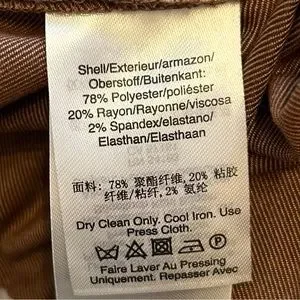 Shell/Exterieur/armazon/
Oberstoff/Buitenkant:
78% Polyester/poliéster
20% Rayon/Rayonne/viscosa
2% Spandex/elastano/
Elasthan/Elasthaan
面料: 78% 聚酯纤维,20% 粘胶
纤维/粘纤,2% 氨纶
Dry Clean Only. Cool Iron. Use
Press Cloth.
Faire Laver Au Pressing
Uniquement. Repasser Avec